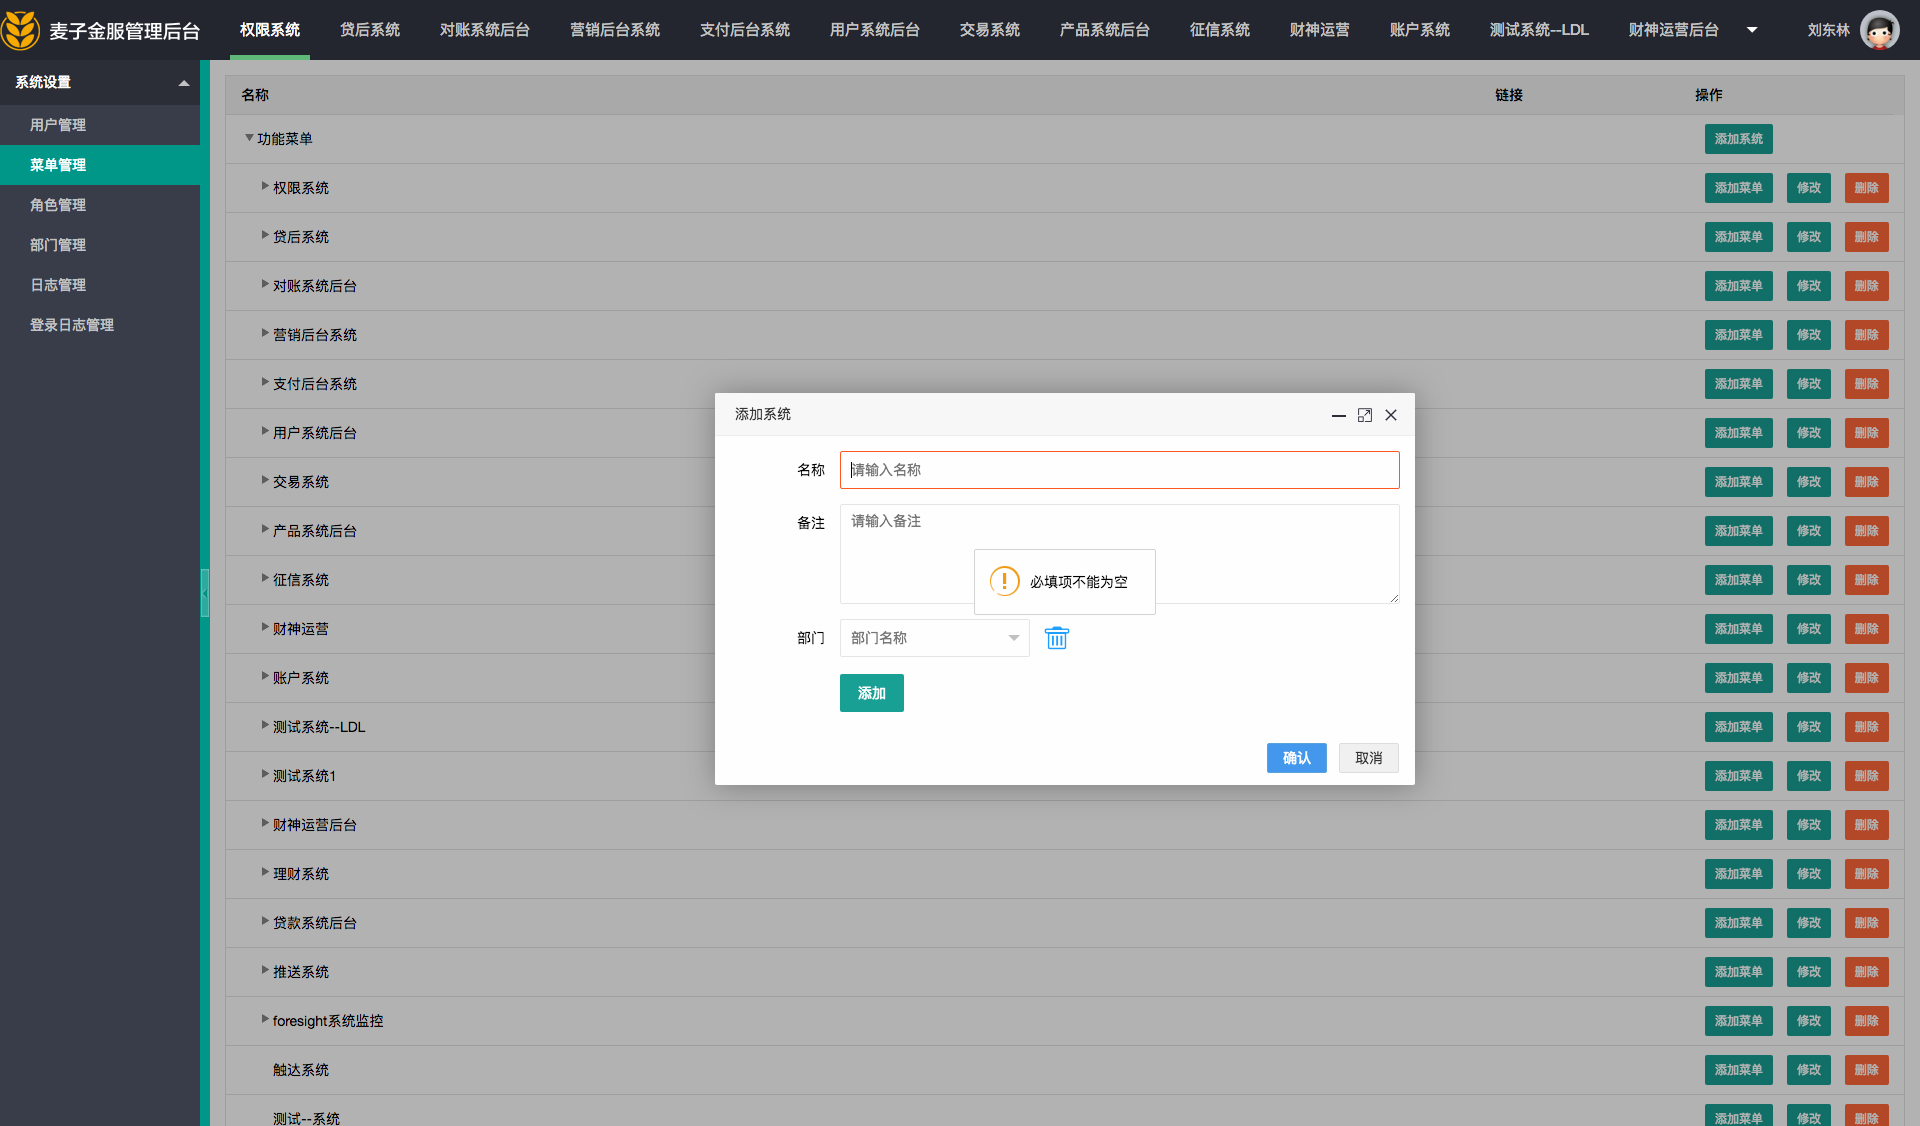 麦子金服管理后台 权限系统 贷后系统 对账系统后台 营销后台系统 支付后台系统 用户系统后台 交易系统 产品系统后台 征信系统 财神运营 账户系统 测试系统--LDL 财神运营后台 刘东林
系统设置
用户管理
菜单管理
角色管理
部门管理
日志管理
登录日志管理
名称 链接 操作
功能菜单 添加系统
权限系统 添加菜单 修改 删除
贷后系统 添加菜单 修改 删除
对账系统后台 添加菜单 修改 删除
营销后台系统 添加菜单 修改 删除
支付后台系统 添加菜单 修改 删除
用户系统后台 添加菜单 修改 删除
交易系统 添加菜单 修改 删除
产品系统后台 添加菜单 修改 删除
征信系统 添加菜单 修改 删除
财神运营 添加菜单 修改 删除
账户系统 添加菜单 修改 删除
测试系统--LDL 添加菜单 修改 删除
测试系统1 添加菜单 修改 删除
财神运营后台 添加菜单 修改 删除
理财系统 添加菜单 修改 删除
贷款系统后台 添加菜单 修改 删除
推送系统 添加菜单 修改 删除
foresight系统监控 添加菜单 修改 删除
触达系统 添加菜单 修改 删除
测试--系统 添加菜单 修改 删除
添加系统
名称 请输入名称
备注 请输入备注
必填项不能为空
部门 部门名称
添加
确认 取消